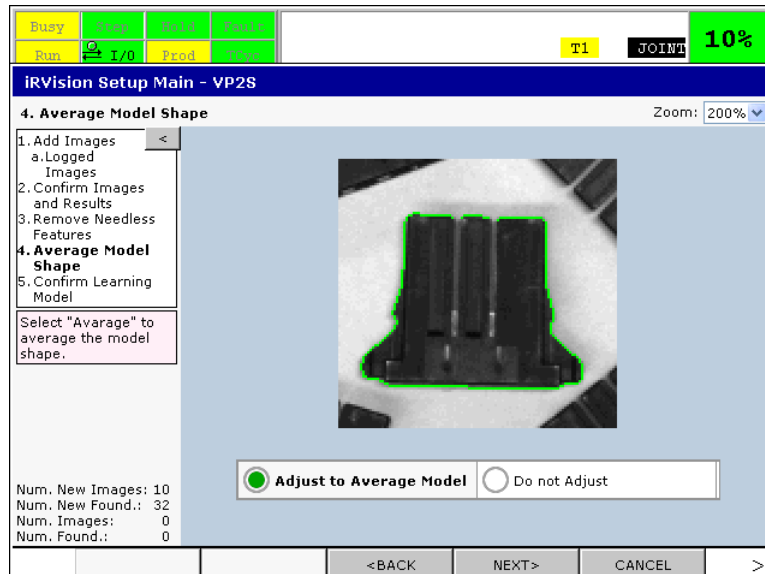 Busy Step Hold Fault
Run I/O Prod TCyc
T1 JOINT 10%
iRVision Setup Main - VP2S
4. Average Model Shape
Zoom: 200%
<
1.Add Images
a.Logged
Images
2.Confirm Images
and Results
3.Remove Needless
Features
4.Average Model
Shape
5.Confirm Learning
Model
Select "Avarage" to
average the model
shape.
Adjust to Average Model Do not Adjust
Num. New Images: 10
Num. New Found.: 32
Num. Images: 0
Num. Found.: 0
<BACK NEXT> CANCEL >